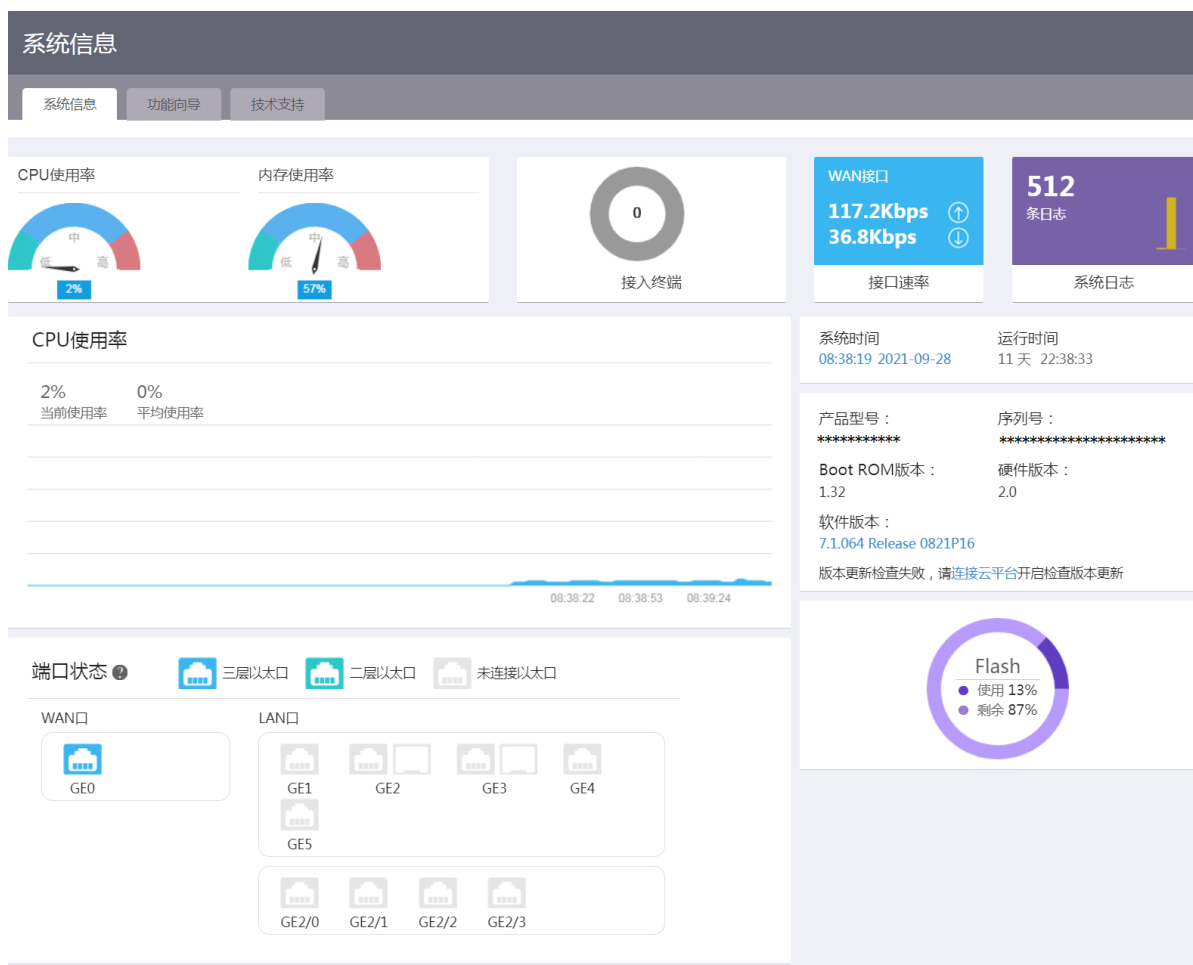 系统信息
系统信息 功能向导 技术支持
CPU使用率 内存使用率
中 低 高
中 低 高
2% 57%
0
接入终端
WAN接口
117.2Kbps
36.8Kbps
接口速率
512
条日志
系统日志
CPU使用率
2% 0%
当前使用率 平均使用率
08:38:22 08:38:53 08:39:24
系统时间 运行时间
08:38:19 2021-09-28 11 天 22:38:33
产品型号： 序列号：
*********** **********************
Boot ROM版本： 硬件版本：
1.32 2.0
软件版本：
7.1.064 Release 0821P16
版本更新检查失败，请连接云平台开启检查版本更新
Flash
使用 13%
剩余 87%
端口状态 ? 三层以太口 二层以太口 未连接以太口
WAN口 LAN口
GE0 GE1 GE2 GE3 GE4
GE5
GE2/0 GE2/1 GE2/2 GE2/3